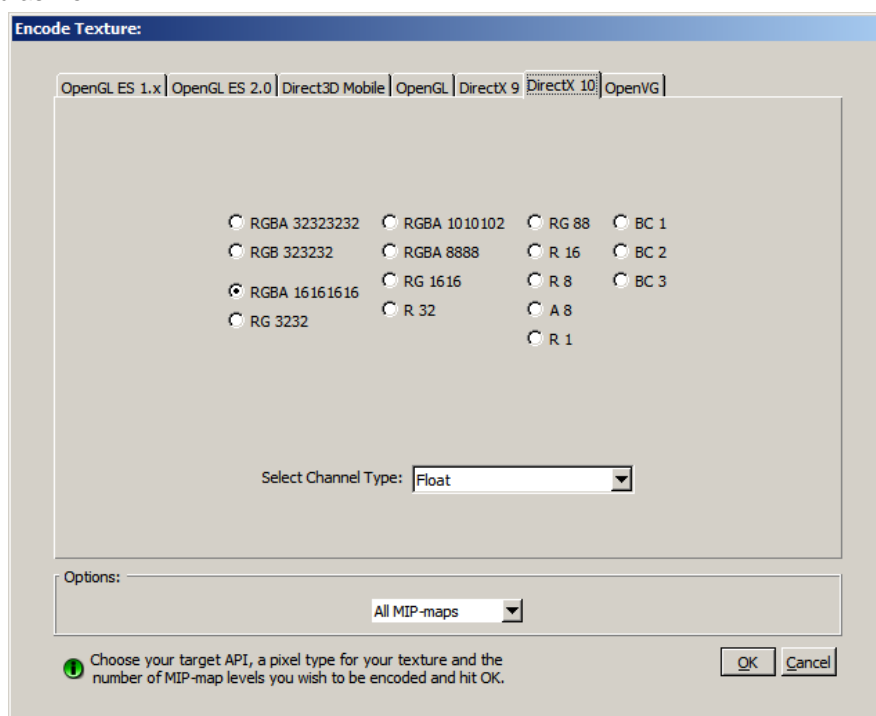 Encode Texture:
OpenGL ES 1.x OpenGL ES 2.0 Direct3D Mobile OpenGL DirectX 9 DirectX 10 OpenVG
RGBA 32323232 RGBA 1010102 RG 88 BC 1
RGB 323232 RGBA 8888 R 16 BC 2
RGBA 16161616 RG 1616 R 8 BC 3
RG 3232 R 32 A 8
R 1
Select Channel Type: Float
Options:
All MIP-maps
Choose your target API, a pixel type for your texture and the
number of MIP-map levels you wish to be encoded and hit OK.
OK Cancel